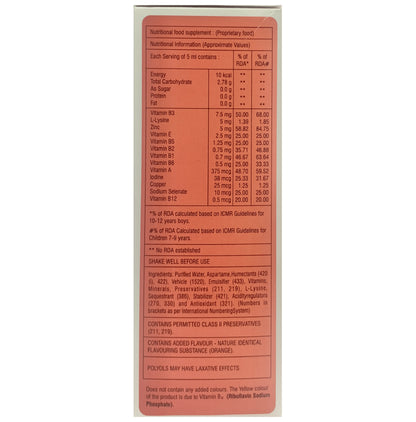 Nutritional food supplement : (Proprietary food)
Nutritional Information (Approximate Values)
Each Serving of 5 ml contains : % of RDA* % of RDA#
Energy 10 kcal ** **
Total Carbohydrate 2.78 g ** **
As Sugar 0.0 g ** **
Protein 0.0 g ** **
Fat 0.0 g ** **
Vitamin B3 7.5 mg 50.00 68.00
L-Lysine 5 mg 1.39 1.85
Zinc 5 mg 58.82 84.75
Vitamin E 2.5 mg 25.00 25.00
Vitamin B5 1.25 mg 25.00 25.00
Vitamin B2 0.75 mg 35.71 46.88
Vitamin B1 0.7 mg 46.67 63.64
Vitamin B6 0.5 mg 25.00 33.33
Vitamin A 375 mcg 48.70 59.52
Iodine 38 mcg 25.33 31.67
Copper 25 mcg 1.25 1.25
Sodium Selenate 10 mcg 25.00 25.00
Vitamin B12 0.5 mcg 20.00 20.00
*% of RDA calculated based on ICMR Guidelines for
10-12 years boys.
#% of RDA Calculated based on ICMR Guidelines for
Children 7-9 years.
** No RDA established
SHAKE WELL BEFORE USE
Ingredients: Purified Water, Aspartame, Humectants (420
(i), 422), Vehicle (1520), Emulsifier (433), Vitamins,
Minerals, Preservatives (211, 219), L-Lysine,
Sequestrant (386), Stabilizer (421), Acidityregulators
(270, 330) and Antioxidant (321). (Numbers in
brackets as per International NumberingSystem)
CONTAINS PERMITTED CLASS II PRESERVATIVES
(211, 219).
CONTAINS ADDED FLAVOUR - NATURE IDENTICAL
FLAVOURING SUBSTANCE (ORANGE).
POLYOLS MAY HAVE LAXATIVE EFFECTS.
Does not contain any added colours. The Yellow colour
of the product is due to Vitamin B₂, (Riboflavin Sodium
Phosphate).